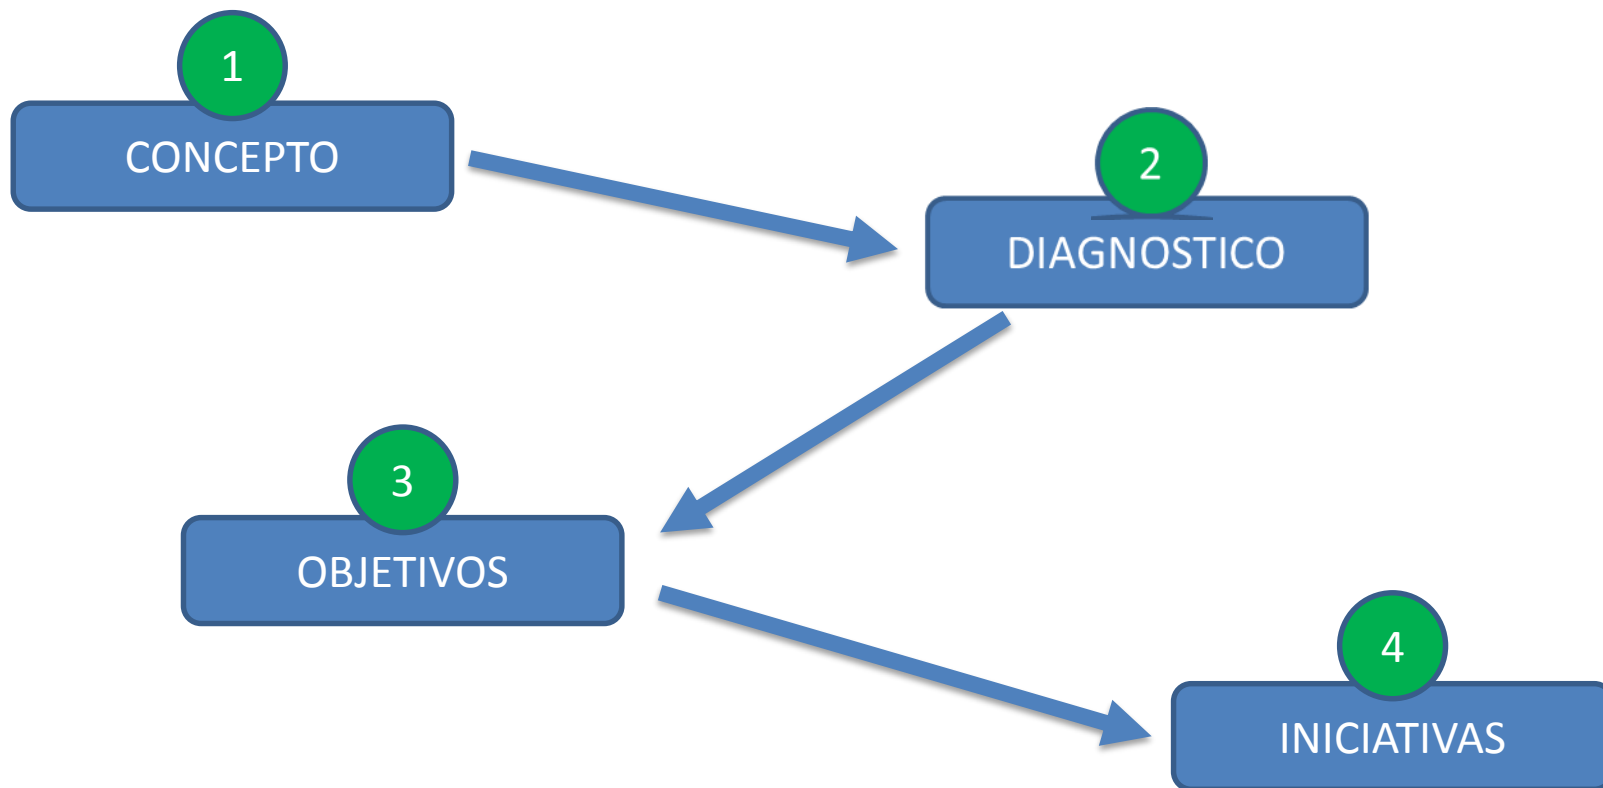 1
CONCEPTO
2
DIAGNOSTICO
3
OBJETIVOS
4
INICIATIVAS